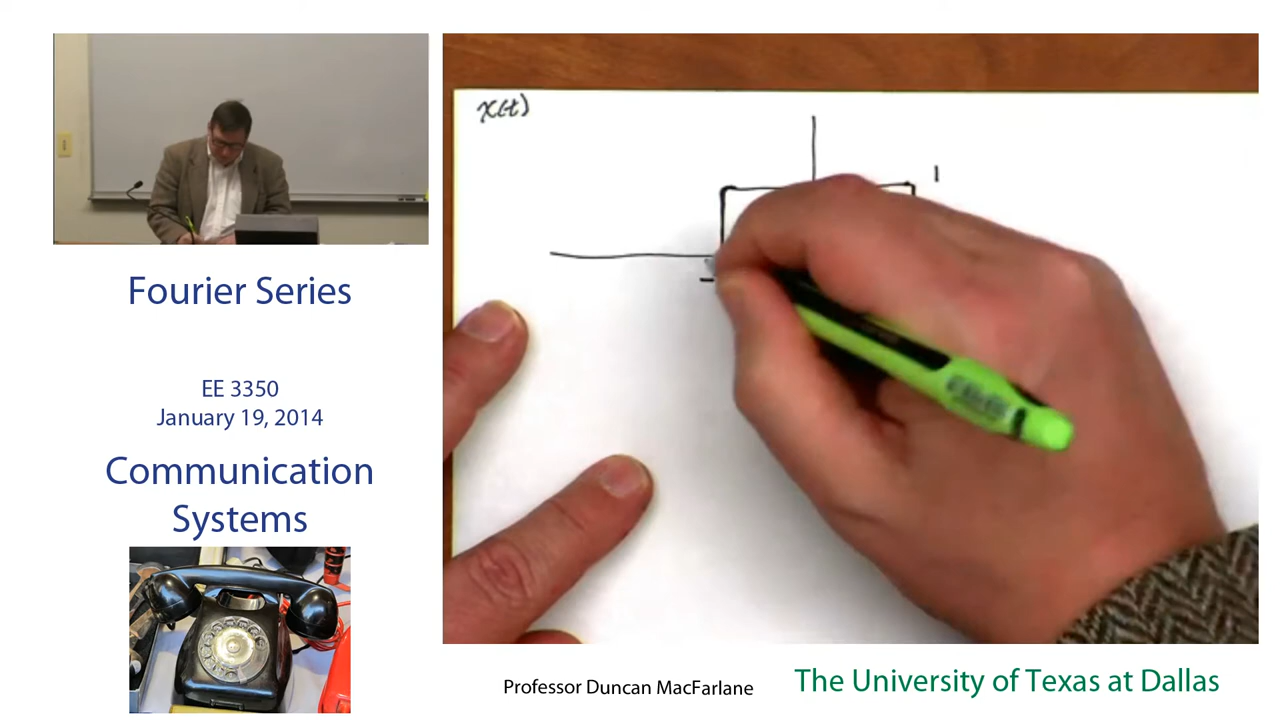 Fourier Series
EE 3350
January 19, 2014
Communication
Systems
x(t)
1
Professor Duncan MacFarlane
The University of Texas at Dallas